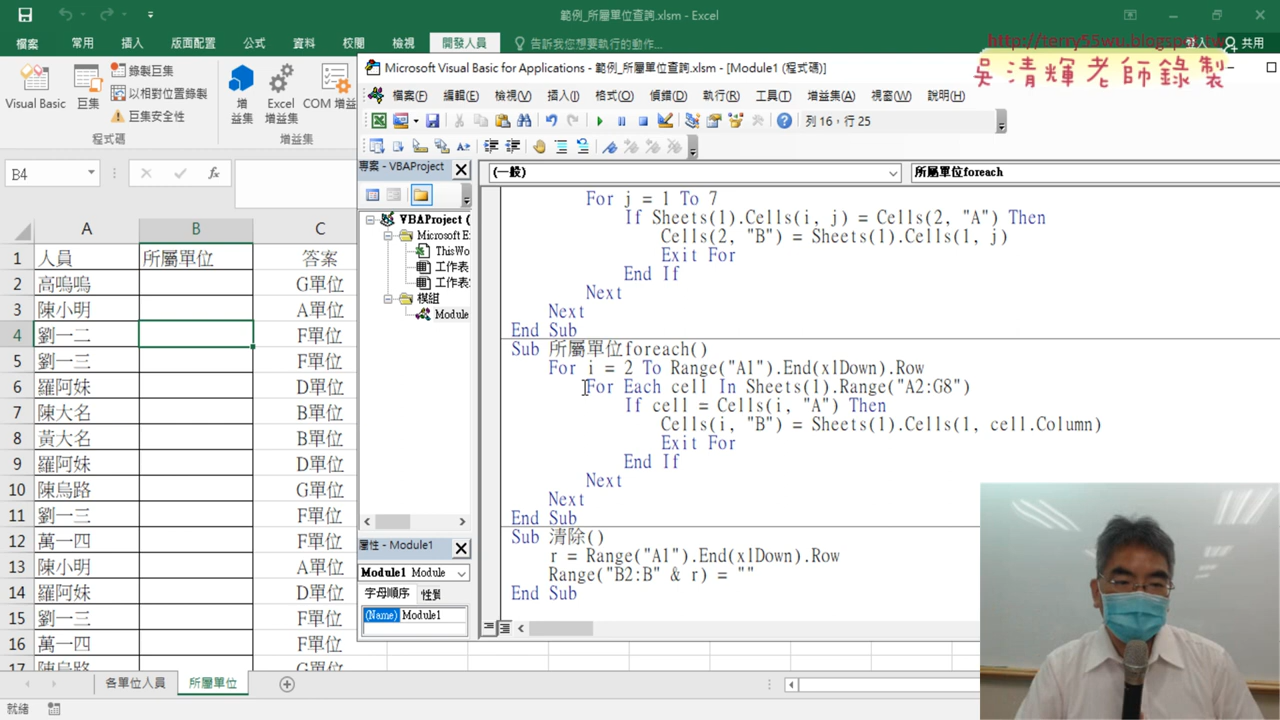 範例_所屬單位查詢.xlsm - Excel
檔案 常用 插入 版面配置 公式 資料 校閱 檢視 開發人員 告訴我您想要執行的動作... 共用
http://terry55wu.blogspot.tw
吳清輝老師錄製
Visual Basic 巨集 錄製巨集 以相對位置錄製 巨集安全性
程式碼
增益集 Excel 增益集 COM 增益
增益集
Microsoft Visual Basic for Applications - 範例_所屬單位查詢.xlsm - [Module1 (程式碼)]
檔案(F) 編輯(E) 檢視(V) 插入(I) 格式(O) 偵錯(D) 執行(R) 工具(T) 增益集(A) 視窗(W) 說明(H)
列 16，行 25
B4
專案 - VBAProject
(一般) 所屬單位foreach
VBAProject (
Microsoft E
ThisWo
工作表
工作表
模組
Module
屬性 - Module1
Module1 Module
字母順序 性質
(Name) Module1
For j = 1 To 7
If Sheets(1).Cells(i, j) = Cells(2, "A") Then
Cells(2, "B") = Sheets(1).Cells(1, j)
Exit For
End If
Next
Next
End Sub
Sub 所屬單位foreach()
For i = 2 To Range("A1").End(xlDown).Row
For Each cell In Sheets(1).Range("A2:G8")
If cell = Cells(i, "A") Then
Cells(i, "B") = Sheets(1).Cells(1, cell.Column)
Exit For
End If
Next
Next
End Sub
Sub 清除()
r = Range("A1").End(xlDown).Row
Range("B2:B" & r) = ""
End Sub
A B C
1 人員 所屬單位 答案
2 高嗚嗚 G單位
3 陳小明 A單位
4 劉一二 F單位
5 劉一三 F單位
6 羅阿妹 D單位
7 陳大名 B單位
8 黃大名 B單位
9 羅阿妹 D單位
10 陳烏路 G單位
11 劉一三 F單位
12 萬一四 F單位
13 陳小明 A單位
14 羅阿妹 D單位
15 劉一三 F單位
16 萬一四 F單位
17 陳烏路 G單位
各單位人員 所屬單位
就緒